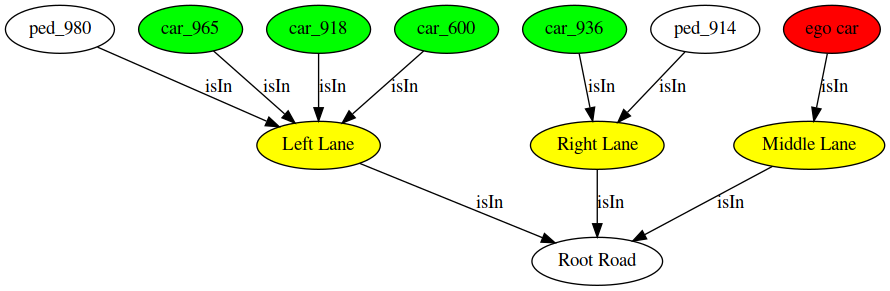 ped_980
car_965
car_918
car_600
car_936
ped_914
ego car
isIn
isIn
isIn
isIn
isIn
isIn
isIn
Left Lane
Right Lane
Middle Lane
isIn
isIn
isIn
Root Road